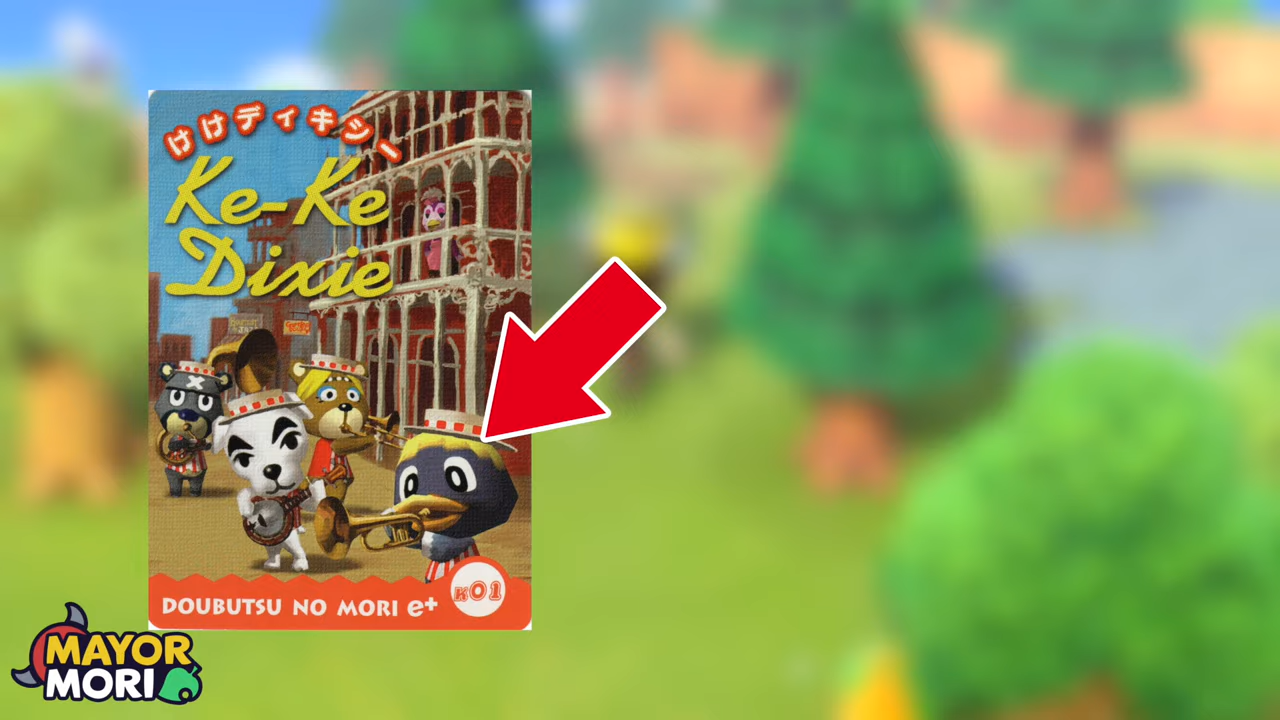 けけディキシー
Ke-Ke
Dixie
DOUBUTSU NO MORI e+
K01
MAYOR
MORI